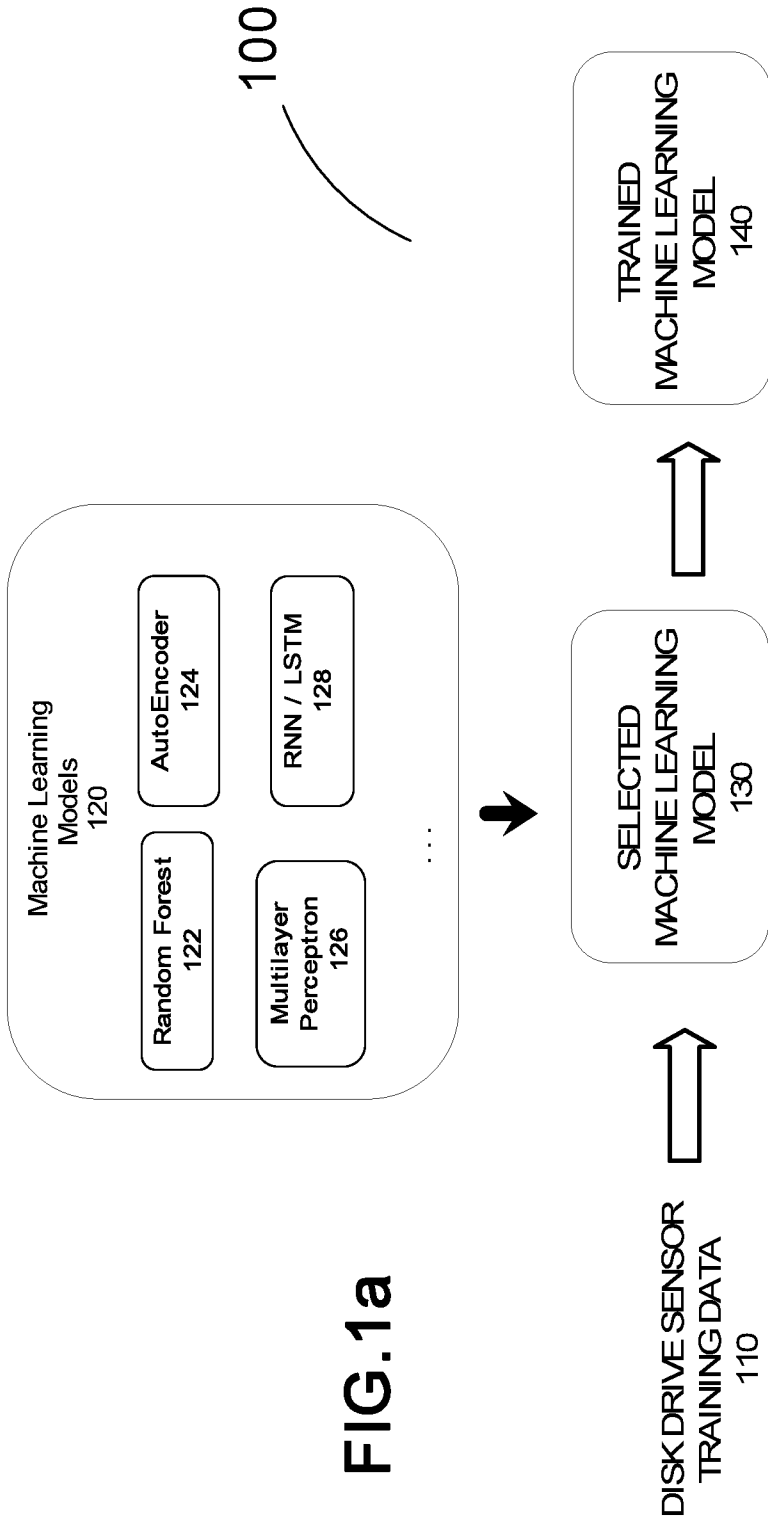 100
Machine Learning
Models
120
Random Forest
122
AutoEncoder
124
Multilayer
Perceptron
126
RNN / LSTM
128
. . .
FIG.1a
DISK DRIVE SENSOR
TRAINING DATA
110
SELECTED
MACHINE LEARNING
MODEL
130
TRAINED
MACHINE LEARNING
MODEL
140